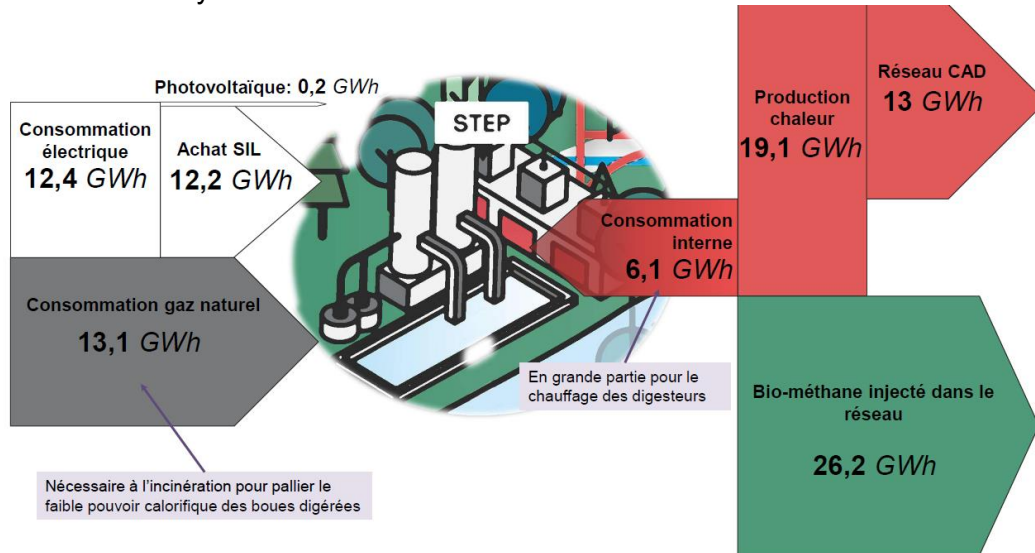 Photovoltaïque: 0,2 GWh
Consommation
électrique
12,4 GWh
Achat SIL
12,2 GWh
Consommation gaz naturel
13,1 GWh
Nécessaire à l'incinération pour pallier le
faible pouvoir calorifique des boues digérées
STEP
Consommation
interne
6,1 GWh
En grande partie pour le
chauffage des digesteurs
Production
chaleur
19,1 GWh
Réseau CAD
13 GWh
Bio-méthane injecté dans le
réseau
26,2 GWh